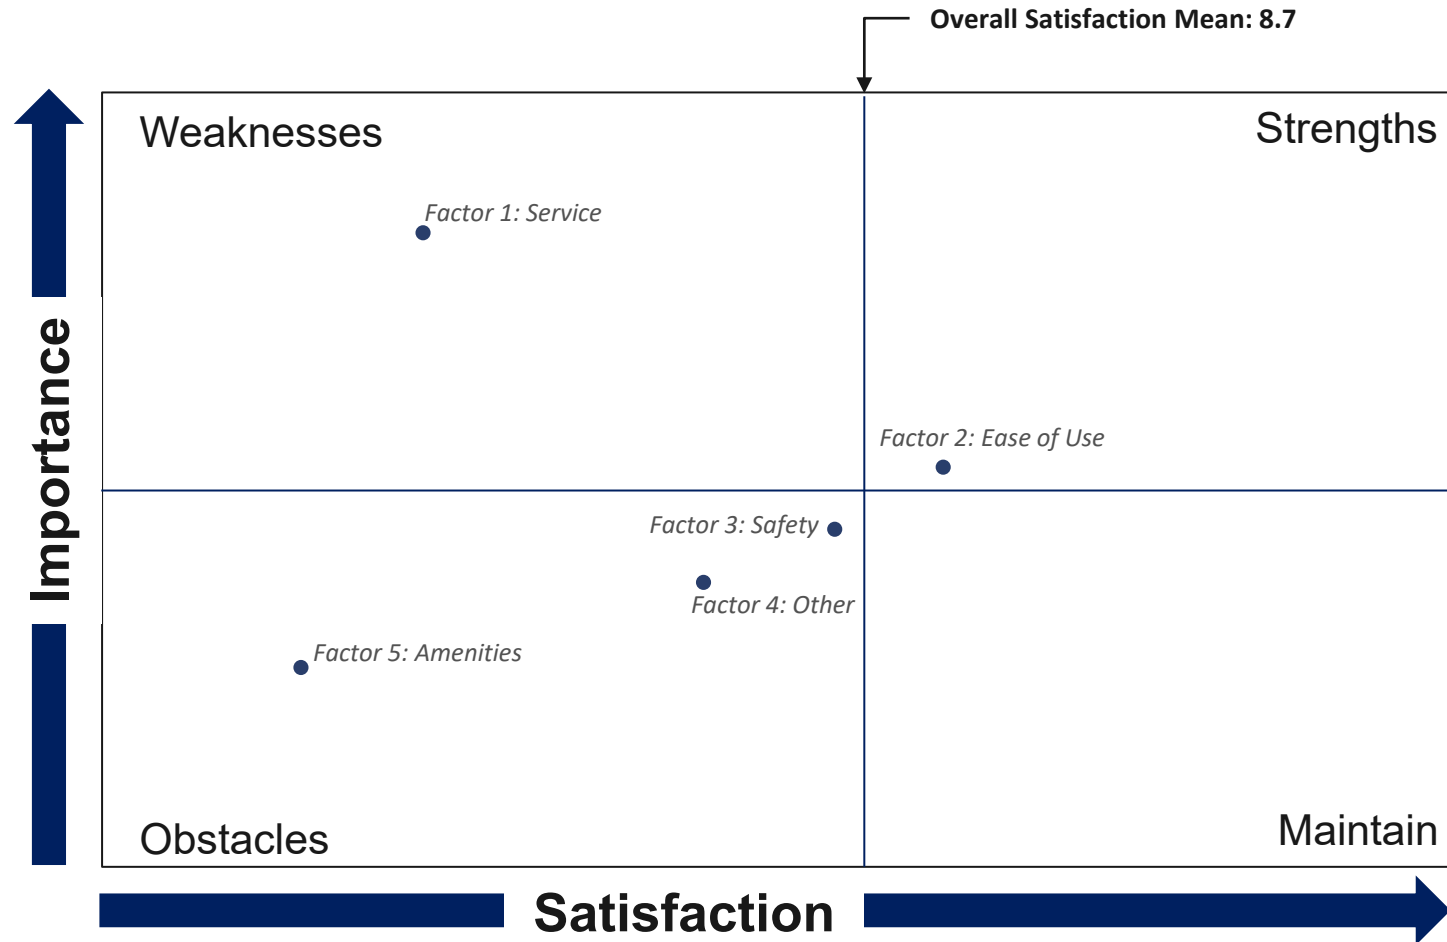 Overall Satisfaction Mean: 8.7
Weaknesses
Strengths
Factor 1: Service
Importance
Factor 2: Ease of Use
Factor 3: Safety
Factor 4: Other
Factor 5: Amenities
Obstacles
Maintain
Satisfaction